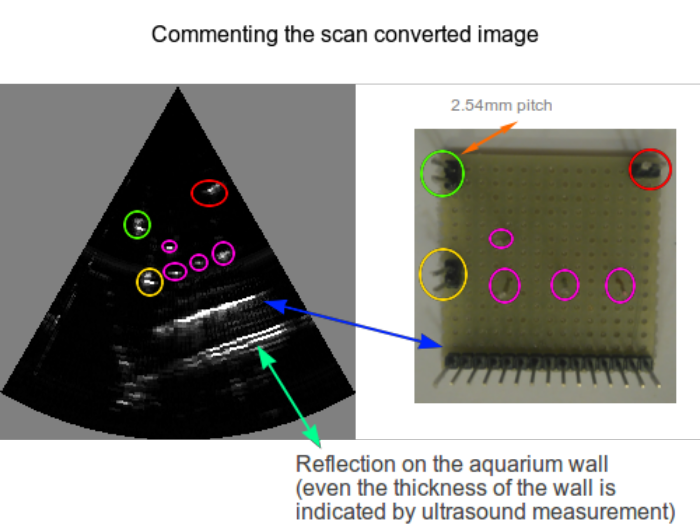 Commenting the scan converted image
2.54mm pitch
Reflection on the aquarium wall
(even the thickness of the wall is
indicated by ultrasound measurement)